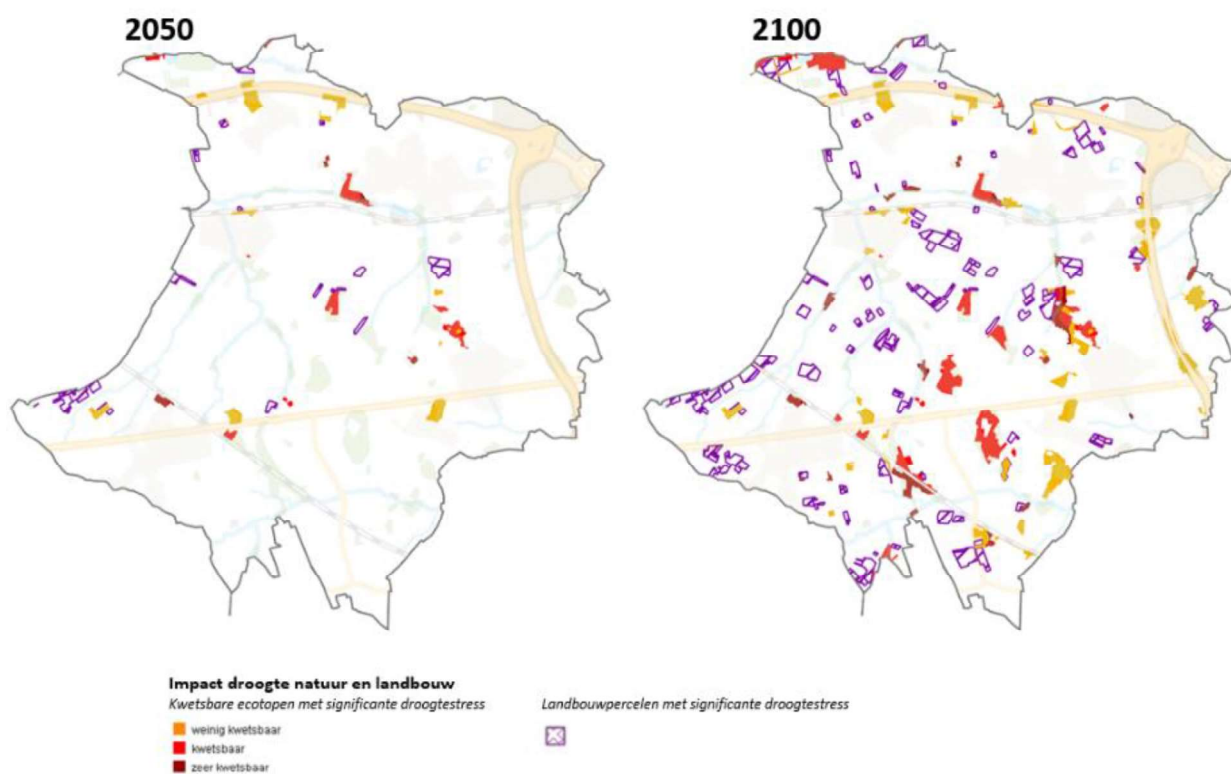 2050
2100
Impact droogte natuur en landbouw
Kwetsbare ecotopen met significante droogtestress
Landbouwpercelen met significante droogtestress
weinig kwetsbaar
kwetsbaar
zeer kwetsbaar